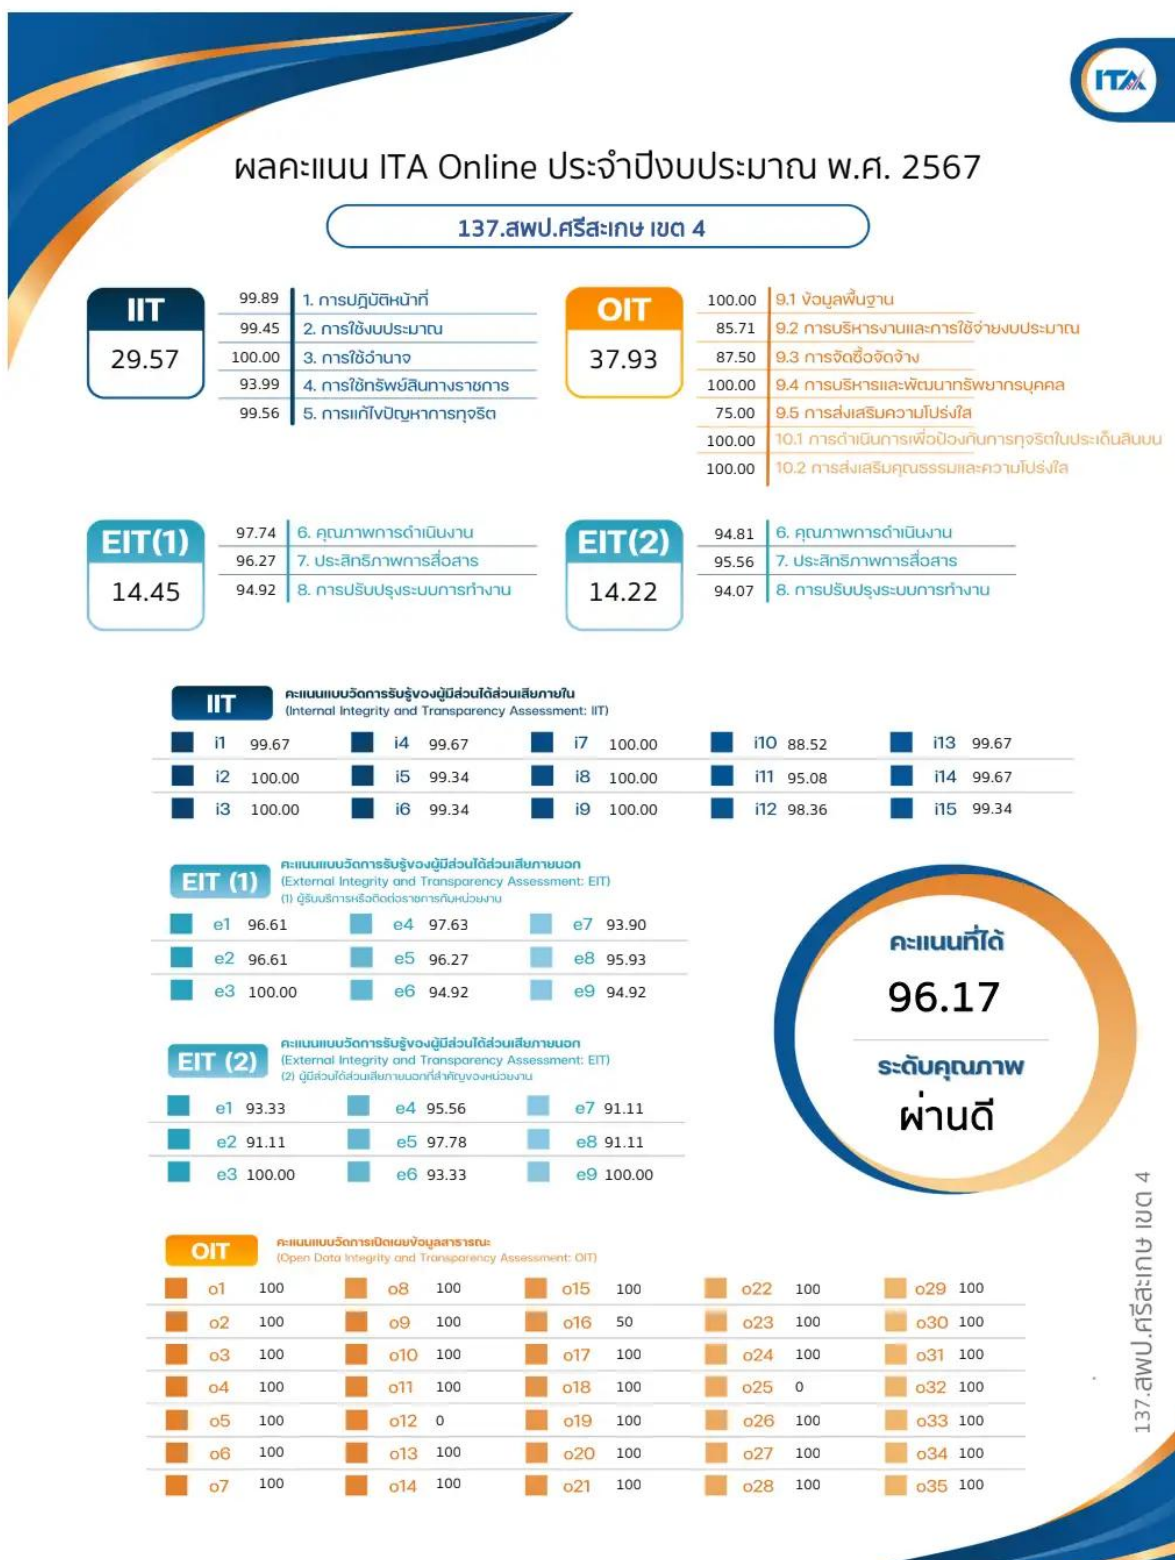 ITA
ผลคะแนน ITA Online ประจำปีงบประมาณ พ.ศ. 2567
137.สพป.ศรีสะเกษ เขต 4
IIT
29.57
99.89 1. การปฏิบัติหน้าที่
99.45 2. การใช้งบประมาณ
100.00 3. การใช้อำนาจ
93.99 4. การใช้ทรัพย์สินทางราชการ
99.56 5. การแก้ไขปัญหาการทุจริต
OIT
37.93
100.00 9.1 ข้อมูลพื้นฐาน
85.71 9.2 การบริหารงานและการใช้จ่ายงบประมาณ
87.50 9.3 การจัดซื้อจัดจ้าง
100.00 9.4 การบริหารและพัฒนาทรัพยากรบุคคล
75.00 9.5 การส่งเสริมความโปร่งใส
100.00 10.1 การดำเนินการเพื่อป้องกันการทุจริตในประเด็นสินบน
100.00 10.2 การส่งเสริมคุณธรรมและความโปร่งใส
EIT(1)
14.45
97.74 6. คุณภาพการดำเนินงาน
96.27 7. ประสิทธิภาพการสื่อสาร
94.92 8. การปรับปรุงระบบการทำงาน
EIT(2)
14.22
94.81 6. คุณภาพการดำเนินงาน
95.56 7. ประสิทธิภาพการสื่อสาร
94.07 8. การปรับปรุงระบบการทำงาน
IIT
คะแนนแบบวัดการรับรู้ของผู้มีส่วนได้ส่วนเสียภายใน
(Internal Integrity and Transparency Assessment: IIT)
i1 99.67 i4 99.67 i7 100.00 i10 88.52 i13 99.67
i2 100.00 i5 99.34 i8 100.00 i11 95.08 i14 99.67
i3 100.00 i6 99.34 i9 100.00 i12 98.36 i15 99.34
EIT (1)
คะแนนแบบวัดการรับรู้ของผู้มีส่วนได้ส่วนเสียภายนอก
(External Integrity and Transparency Assessment: EIT)
(1) ผู้รับบริการหรือติดต่อราชการกับหน่วยงาน
e1 96.61 e4 97.63 e7 93.90
e2 96.61 e5 96.27 e8 95.93
e3 100.00 e6 94.92 e9 94.92
คะแนนที่ได้
96.17
ระดับคุณภาพ
ผ่านดี
EIT (2)
คะแนนแบบวัดการรับรู้ของผู้มีส่วนได้ส่วนเสียภายนอก
(External Integrity and Transparency Assessment: EIT)
(2) ผู้มีส่วนได้ส่วนเสียภายนอกที่สำคัญของหน่วยงาน
e1 93.33 e4 95.56 e7 91.11
e2 91.11 e5 97.78 e8 91.11
e3 100.00 e6 93.33 e9 100.00
OIT
คะแนนแบบวัดการเปิดเผยข้อมูลสาธารณะ
(Open Data Integrity and Transparency Assessment: OIT)
o1 100 o8 100 o15 100 o22 100 o29 100
o2 100 o9 100 o16 50 o23 100 o30 100
o3 100 o10 100 o17 100 o24 100 o31 100
o4 100 o11 100 o18 100 o25 0 o32 100
o5 100 o12 0 o19 100 o26 100 o33 100
o6 100 o13 100 o20 100 o27 100 o34 100
o7 100 o14 100 o21 100 o28 100 o35 100
137.สพป.ศรีสะเกษ เขต 4